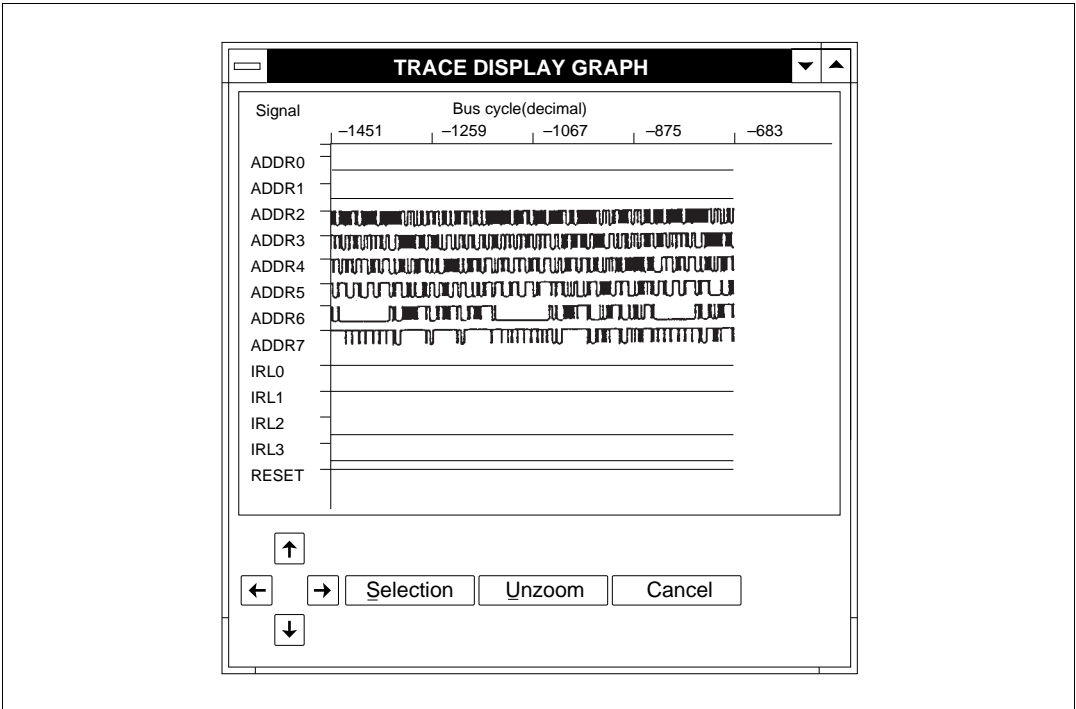 TRACE DISPLAY GRAPH
Signal Bus cycle(decimal)
–1451 –1259 –1067 –875 –683
ADDR0
ADDR1
ADDR2
ADDR3
ADDR4
ADDR5
ADDR6
ADDR7
IRL0
IRL1
IRL2
IRL3
RESET
Selection Unzoom Cancel